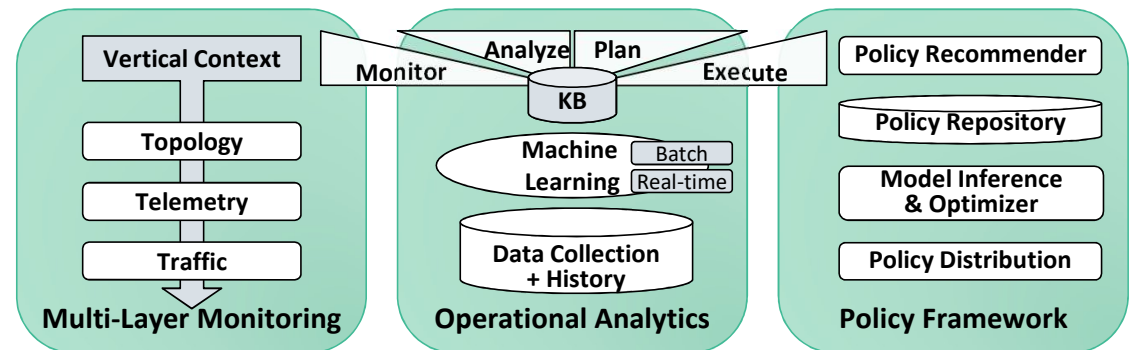 Vertical Context
Topology
Telemetry
Traffic
Multi-Layer Monitoring
Monitor
Analyze
Plan
Execute
KB
Machine
Learning
Batch
Real-time
Data Collection
+ History
Operational Analytics
Policy Recommender
Policy Repository
Model Inference
& Optimizer
Policy Distribution
Policy Framework